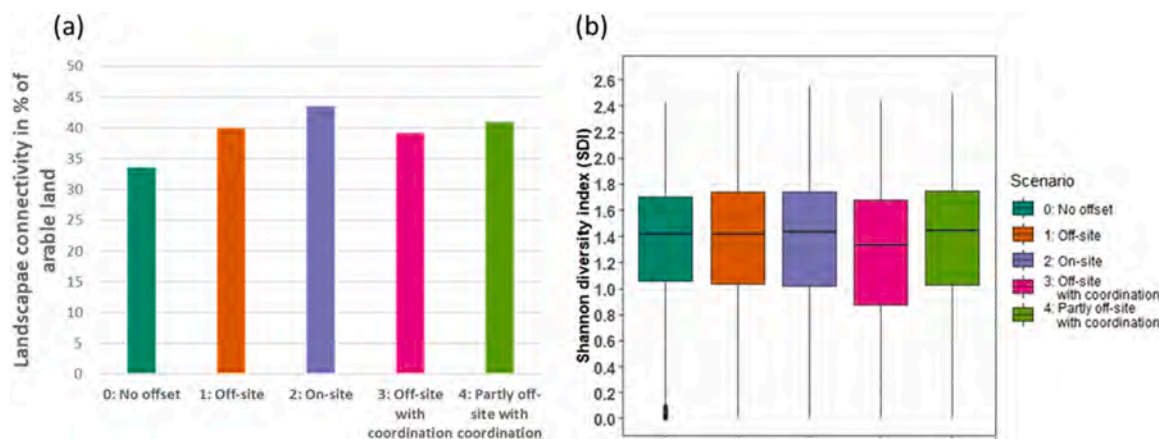 (a)
Landscapae connectivity in % of
arable land
50
45
40
35
30
25
20
15
10
5
0
0: No offset
1: Off-site
2: On-site
3: Off-site
with
coordination
4: Partly off-
site with
coordination
(b)
Shannon diversity index (SDI)
2.6
2.4
2.2
2.0
1.8
1.6
1.4
1.2
1.0
0.8
0.6
0.4
0.2
0.0
Scenario
0: No offset
1: Off-site
2: On-site
3: Off-site
with coordination
4: Partly off-site
with coordination